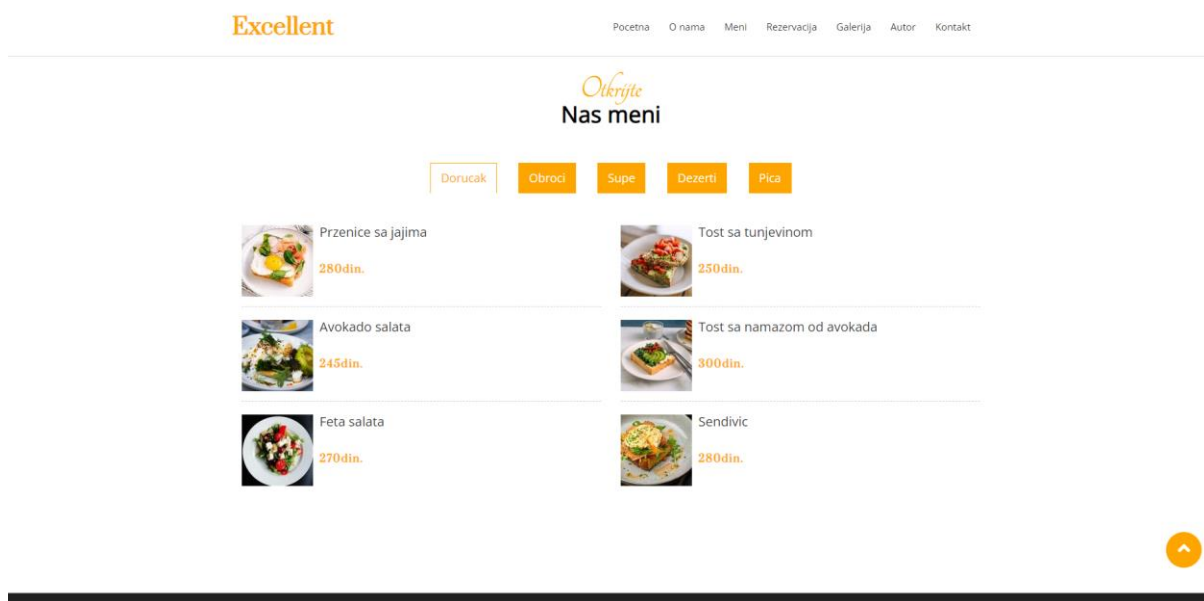 Excellent
Pocetna O nama Meni Rezervacija Galerija Autor Kontakt
Otkrijte
Nas meni
Dorucak Obroci Supe Dezerti Pica
Przenice sa jajima
280din.
Tost sa tunjevinom
250din.
Avokado salata
245din.
Tost sa namazom od avokada
300din.
Feta salata
270din.
Sendivic
280din.